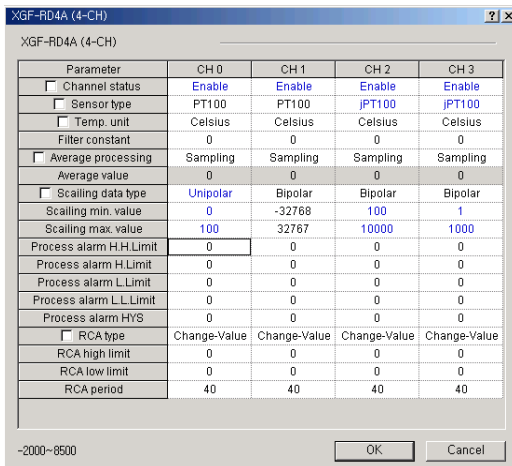 XGF-RD4A (4-CH)
XGF-RD4A (4-CH)
Parameter CH 0 CH 1 CH 2 CH 3
Channel status Enable Enable Enable Enable
Sensor type PT100 PT100 jPT100 jPT100
Temp. unit Celsius Celsius Celsius Celsius
Filter constant 0 0 0 0
Average processing Sampling Sampling Sampling Sampling
Average value 0 0 0 0
Scailing data type Unipolar Bipolar Bipolar Bipolar
Scailing min. value 0 -32768 100 1
Scailing max. value 100 32767 10000 1000
Process alarm H.H.Limit 0 0 0 0
Process alarm H.Limit 0 0 0 0
Process alarm L.Limit 0 0 0 0
Process alarm L.L.Limit 0 0 0 0
Process alarm HYS 0 0 0 0
RCA type Change-Value Change-Value Change-Value Change-Value
RCA high limit 0 0 0 0
RCA low limit 0 0 0 0
RCA period 40 40 40 40
-2000~8500 OK Cancel